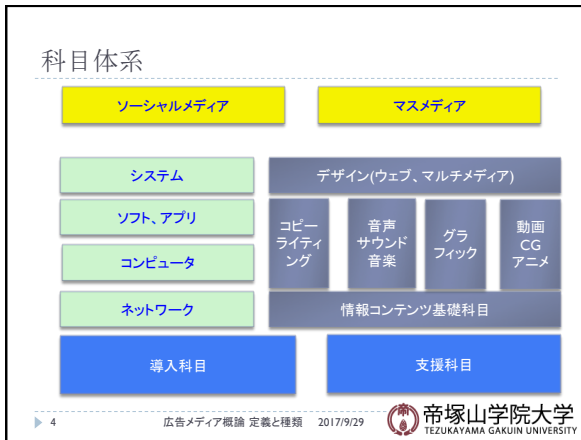 科目体系
ソーシャルメディア
マスメディア
システム
ソフト、アプリ
コンピュータ
ネットワーク
デザイン(ウェブ、マルチメディア)
コピー
ライティ
ング
音声
サウンド
音楽
グラ
フィック
動画
CG
アニメ
情報コンテンツ基礎科目
導入科目
支援科目
4
広告メディア概論 定義と種類 2017/9/29
帝塚山学院大学
TEZUKAYAMA GAKUIN UNIVERSITY